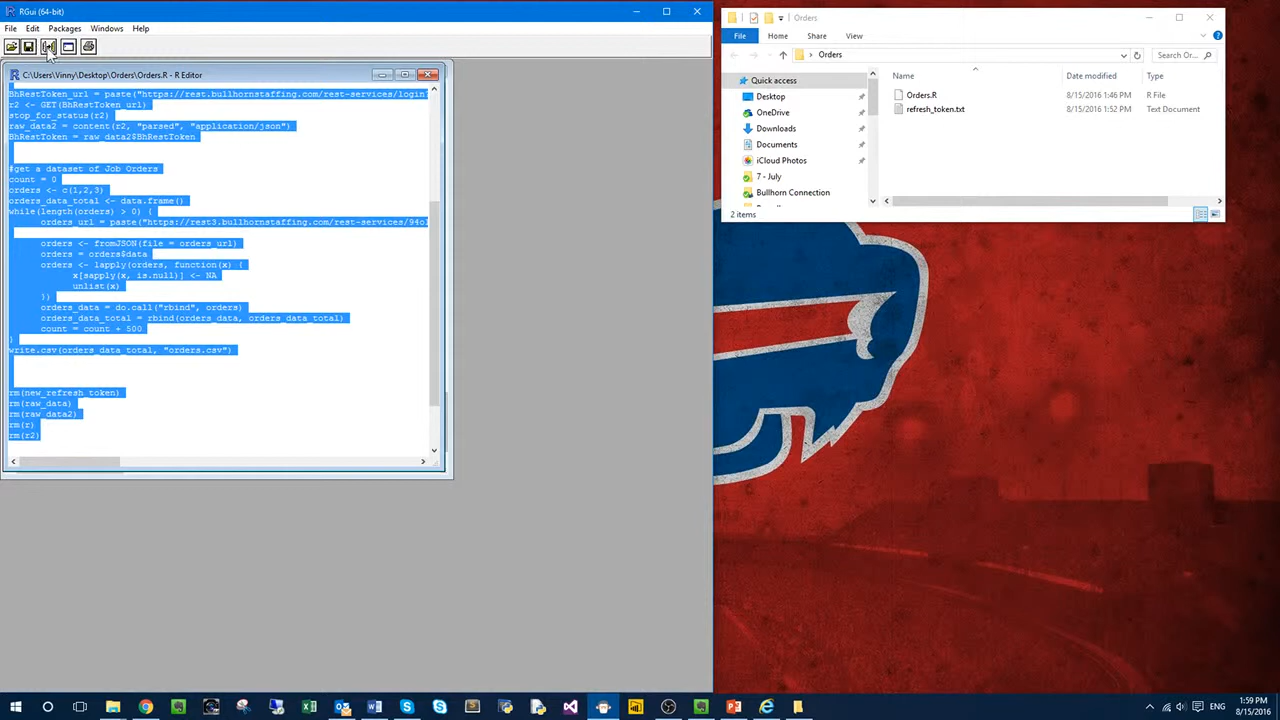 RGui (64-bit)
File Edit Packages Windows Help
C:\Users\Vinny\Desktop\Orders\Orders.R - R Editor
BhRestToken_url = paste("https://rest.bullhornstaffing.com/rest-services/login?
r2 <- GET(BhRestToken_url)
stop_for_status(r2)
raw_data2 = content(r2, "parsed", "application/json")
BhRestToken = raw_data2$BhRestToken
#get a dataset of Job Orders
count = 0
orders <- c(1,2,3)
orders_data_total <- data.frame()
while(length(orders) > 0) {
orders_url = paste("https://rest3.bullhornstaffing.com/rest-services/94o1
orders <- fromJSON(file = orders_url)
orders = orders$data
orders <- lapply(orders, function(x) {
x[sapply(x, is.null)] <- NA
unlist(x)
})
orders_data = do.call("rbind", orders)
orders_data_total = rbind(orders_data, orders_data_total)
count = count + 500
}
write.csv(orders_data_total, "orders.csv")
rm(new_refresh_token)
rm(raw_data)
rm(raw_data2)
rm(r)
rm(r2)
Orders
File Home Share View
Orders
Search Or...
Quick access
Desktop
OneDrive
Downloads
Documents
iCloud Photos
7 - July
Bullhorn Connection
Name Date modified Type
Orders.R 8/15/2016 1:46 PM R File
refresh_token.txt 8/15/2016 1:52 PM Text Document
2 items
ENG
1:59 PM
8/15/2016